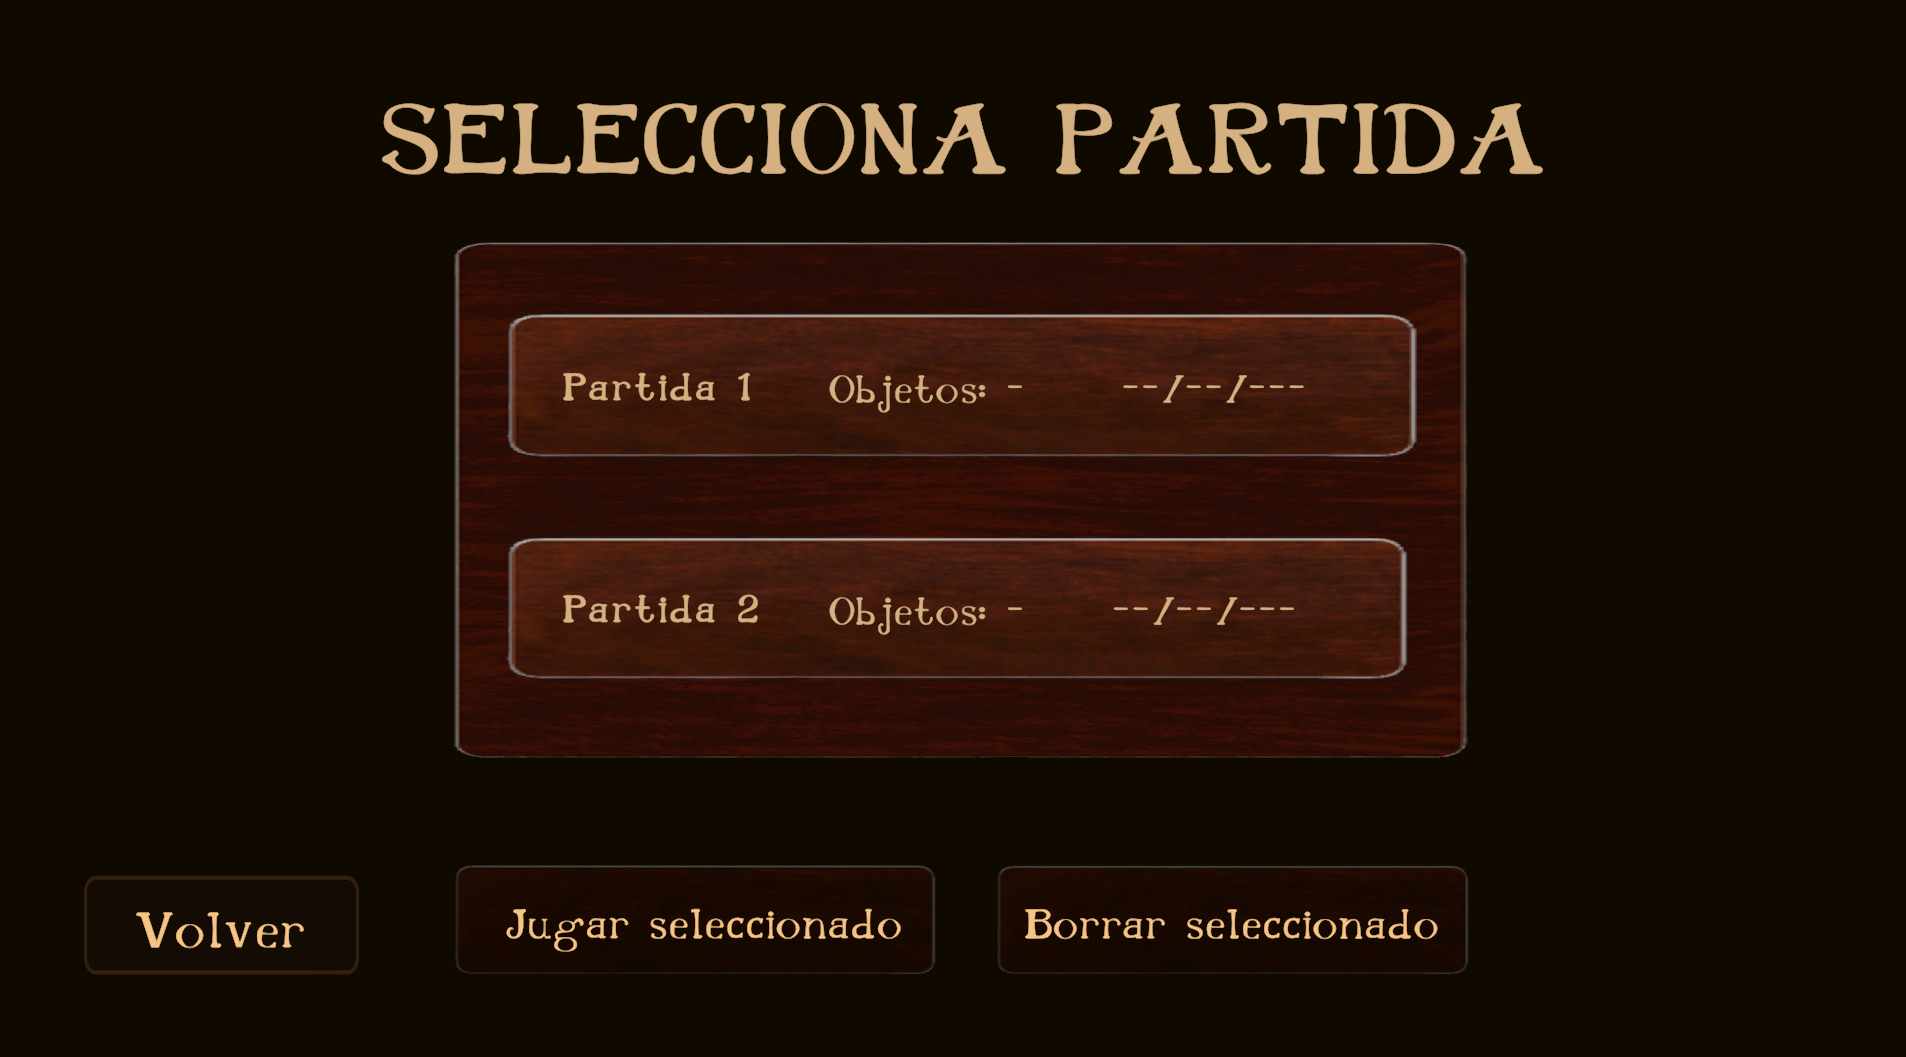 SELECCIONA PARTIDA
Partida 1 Objetos: - --/--/---
Partida 2 Objetos: - --/--/---
Volver
Jugar seleccionado
Borrar seleccionado